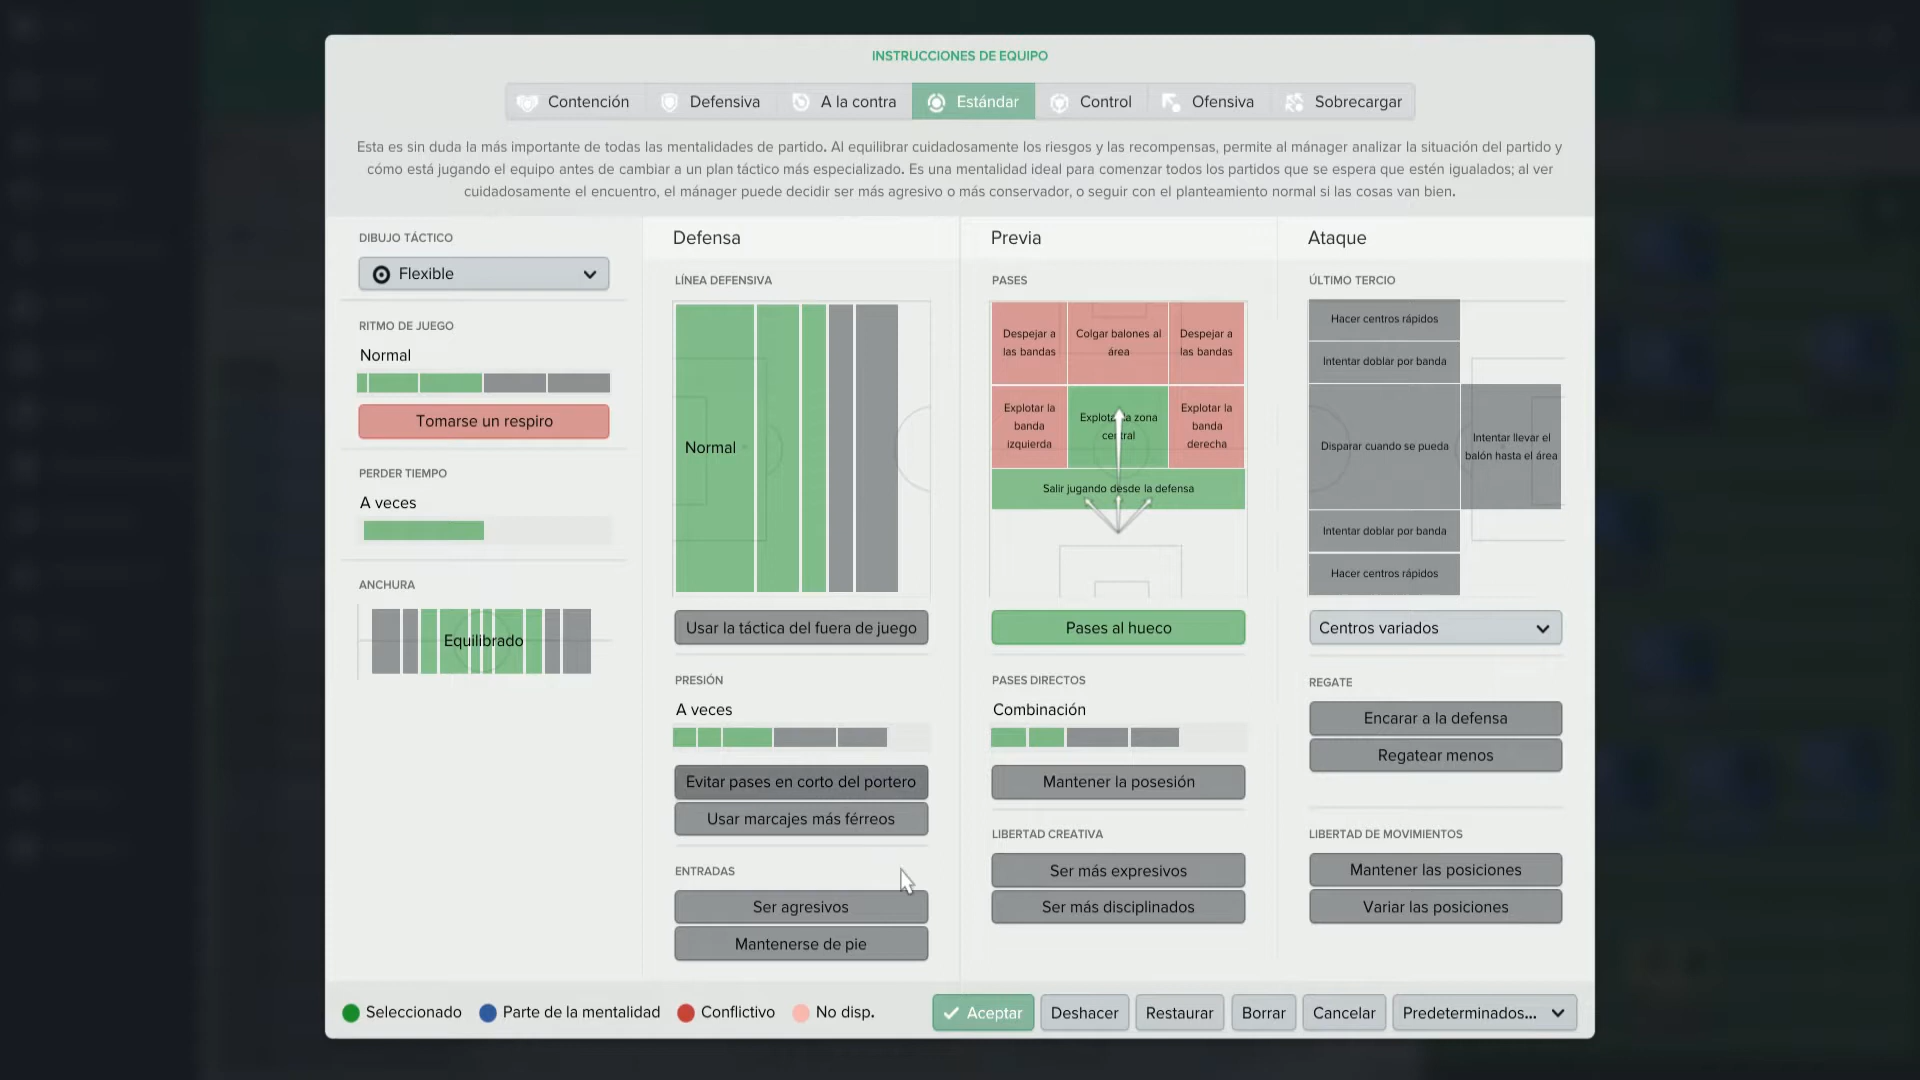 INSTRUCCIONES DE EQUIPO
Contención
Defensiva
A la contra
Estándar
Control
Ofensiva
Sobrecargar
Esta es sin duda la más importante de todas las mentalidades de partido. Al equilibrar cuidadosamente los riesgos y las recompensas, permite al mánager analizar la situación del partido y
cómo está jugando el equipo antes de cambiar a un plan táctico más especializado. Es una mentalidad ideal para comenzar todos los partidos que se espera que estén igualados; al ver
cuidadosamente el encuentro, el mánager puede decidir ser más agresivo o más conservador, o seguir con el planteamiento normal si las cosas van bien.
DIBUJO TÁCTICO
Flexible
RITMO DE JUEGO
Normal
Tomarse un respiro
PERDER TIEMPO
A veces
ANCHURA
Equilibrado
Defensa
LÍNEA DEFENSIVA
Normal
Usar la táctica del fuera de juego
PRESIÓN
A veces
Evitar pases en corto del portero
Usar marcajes más férreos
ENTRADAS
Ser agresivos
Mantenerse de pie
Previa
PASES
Despejar a
las bandas
Colgar balones al
área
Despejar a
las bandas
Explotar la
banda
izquierda
Explotar la zona
central
Explotar la
banda
derecha
Salir jugando desde la defensa
Pases al hueco
PASES DIRECTOS
Combinación
Mantener la posesión
LIBERTAD CREATIVA
Ser más expresivos
Ser más disciplinados
Ataque
ÚLTIMO TERCIO
Hacer centros rápidos
Intentar doblar por banda
Disparar cuando se pueda
Intentar llevar el
balón hasta el área
Intentar doblar por banda
Hacer centros rápidos
Centros variados
REGATE
Encarar a la defensa
Regatear menos
LIBERTAD DE MOVIMIENTOS
Mantener las posiciones
Variar las posiciones
Seleccionado
Parte de la mentalidad
Conflictivo
No disp.
Aceptar
Deshacer
Restaurar
Borrar
Cancelar
Predeterminados...